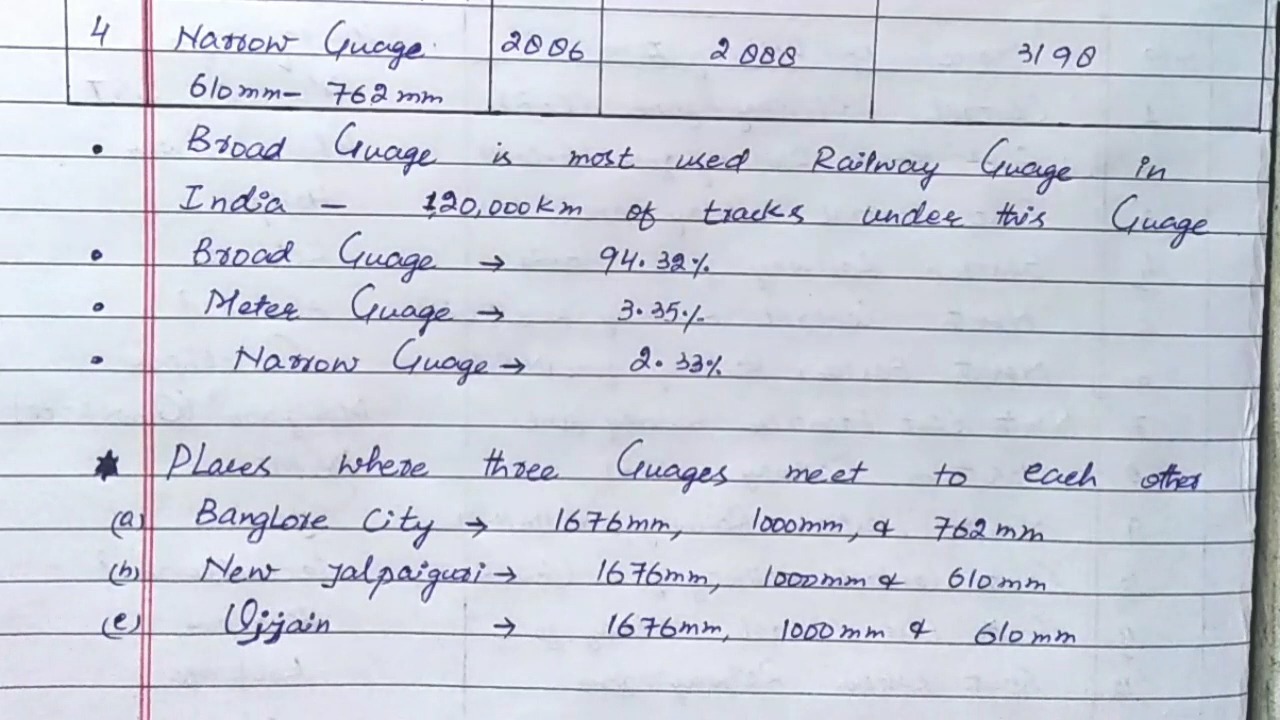 4 Narrow Guage 2006 2000 3190
610mm- 762mm
• Broad Guage is most used Railway Guage in
India - 120,000km of tracks under this Guage
• Broad Guage → 94.32%
• Meter Guage → 3.35%
• Narrow Guage → 2.33%
★ Places where three Guages meet to each other
(a) Banglore City → 1676mm, 1000mm, & 762mm
(b) New Jalpaiguri → 1676mm, 1000mm & 610mm
(c) Ujjain → 1676mm, 1000mm & 610mm